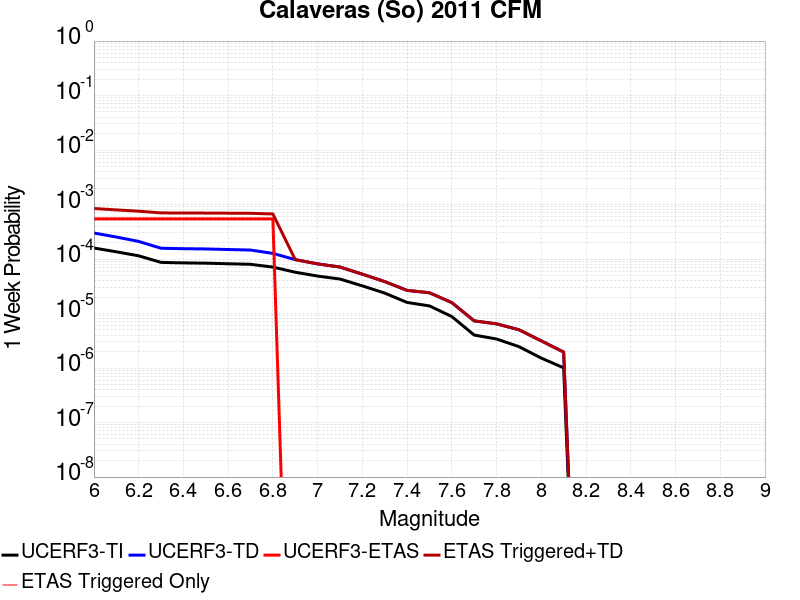 Calaveras (So) 2011 CFM
1 Week Probability
10^0
10^-1
10^-2
10^-3
10^-4
10^-5
10^-6
10^-7
10^-8
6 6.2 6.4 6.6 6.8 7 7.2 7.4 7.6 7.8 8 8.2 8.4 8.6 8.8 9
Magnitude
UCERF3-TI UCERF3-TD UCERF3-ETAS ETAS Triggered+TD
ETAS Triggered Only